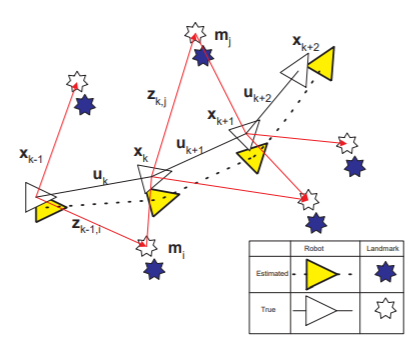 m_j
x_{k+2}
z_{k,j}
u_{k+2}
x_{k+1}
x_{k-1}
x_k
u_{k+1}
u_k
z_{k-1,i}
m_i
Robot Landmark
Estimated
True